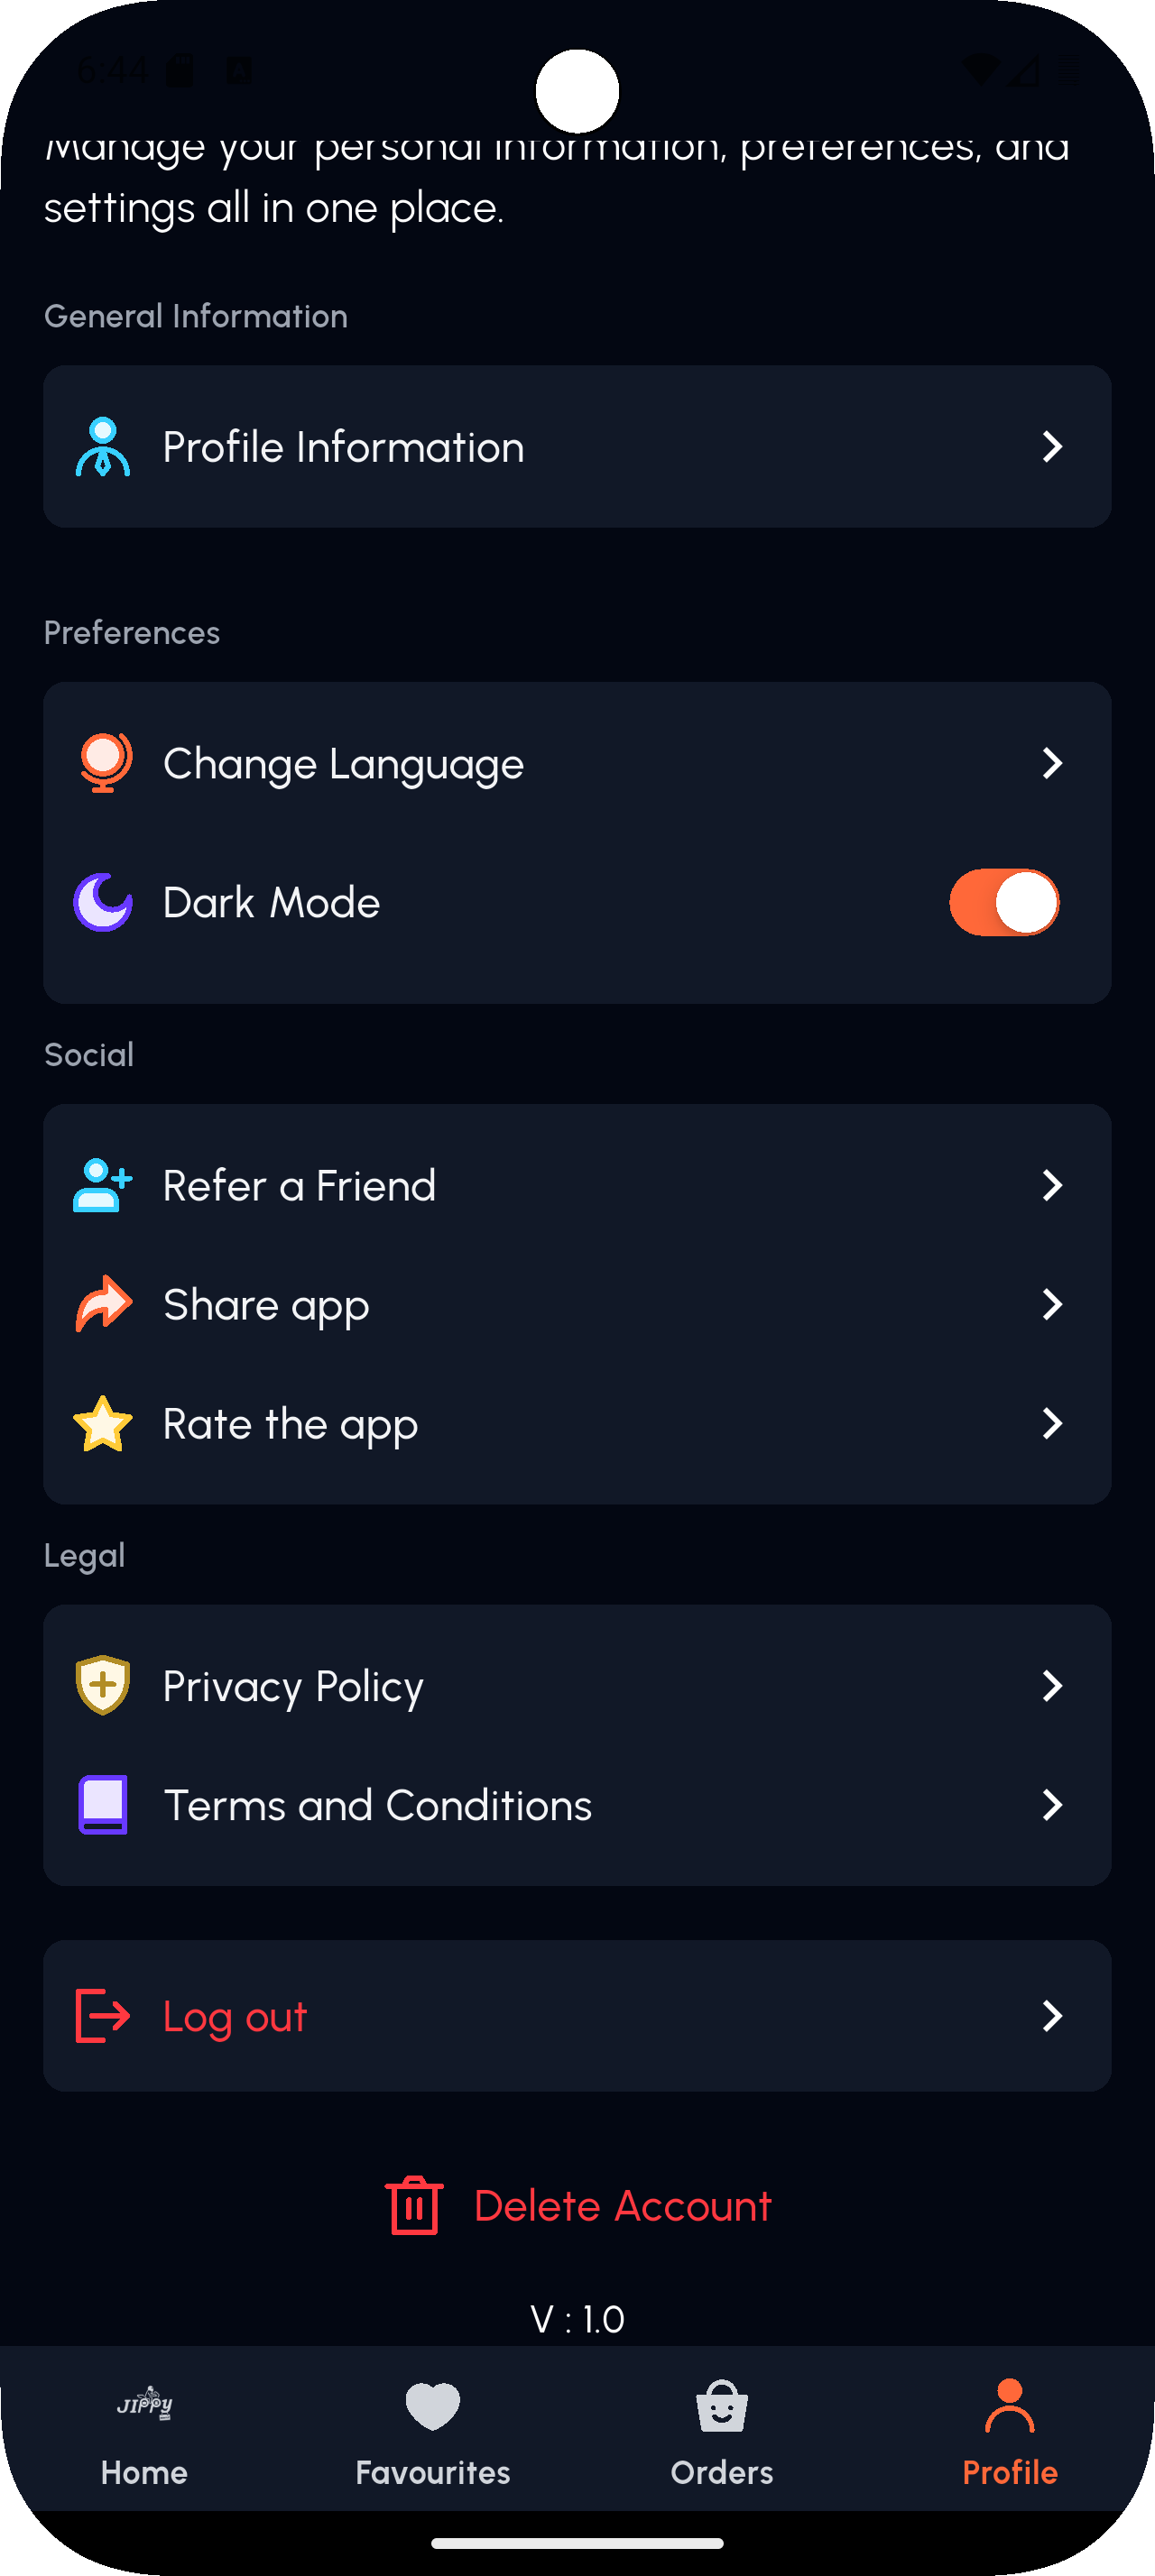 6:44
Manage your personal information, preferences, and
settings all in one place.
General Information
Profile Information
Preferences
Change Language
Dark Mode
Social
Refer a Friend
Share app
Rate the app
Legal
Privacy Policy
Terms and Conditions
Log out
Delete Account
V : 1.0
JIPPY
Home
Favourites
Orders
Profile